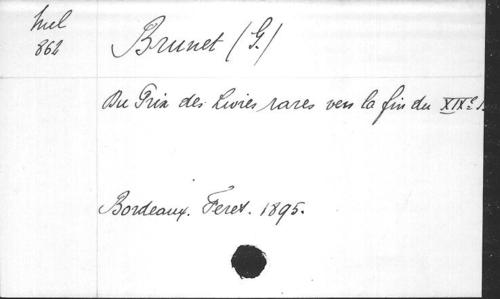 Mel
862
Brunet (G.)
Du Prix des Livres rares vers la fin du XIXe S.
Bordeaux. Feret. 1895.